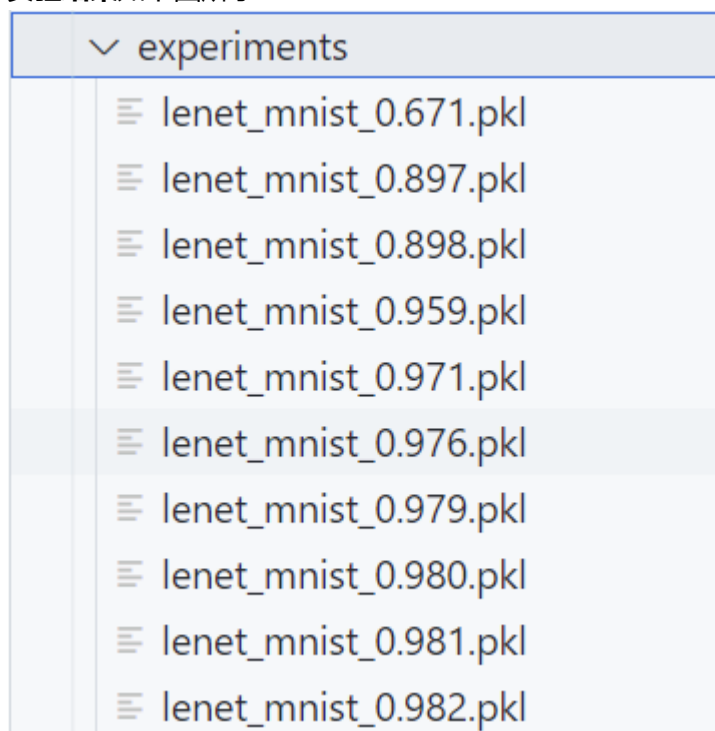 experiments
lenet_mnist_0.671.pkl
lenet_mnist_0.897.pkl
lenet_mnist_0.898.pkl
lenet_mnist_0.959.pkl
lenet_mnist_0.971.pkl
lenet_mnist_0.976.pkl
lenet_mnist_0.979.pkl
lenet_mnist_0.980.pkl
lenet_mnist_0.981.pkl
lenet_mnist_0.982.pkl